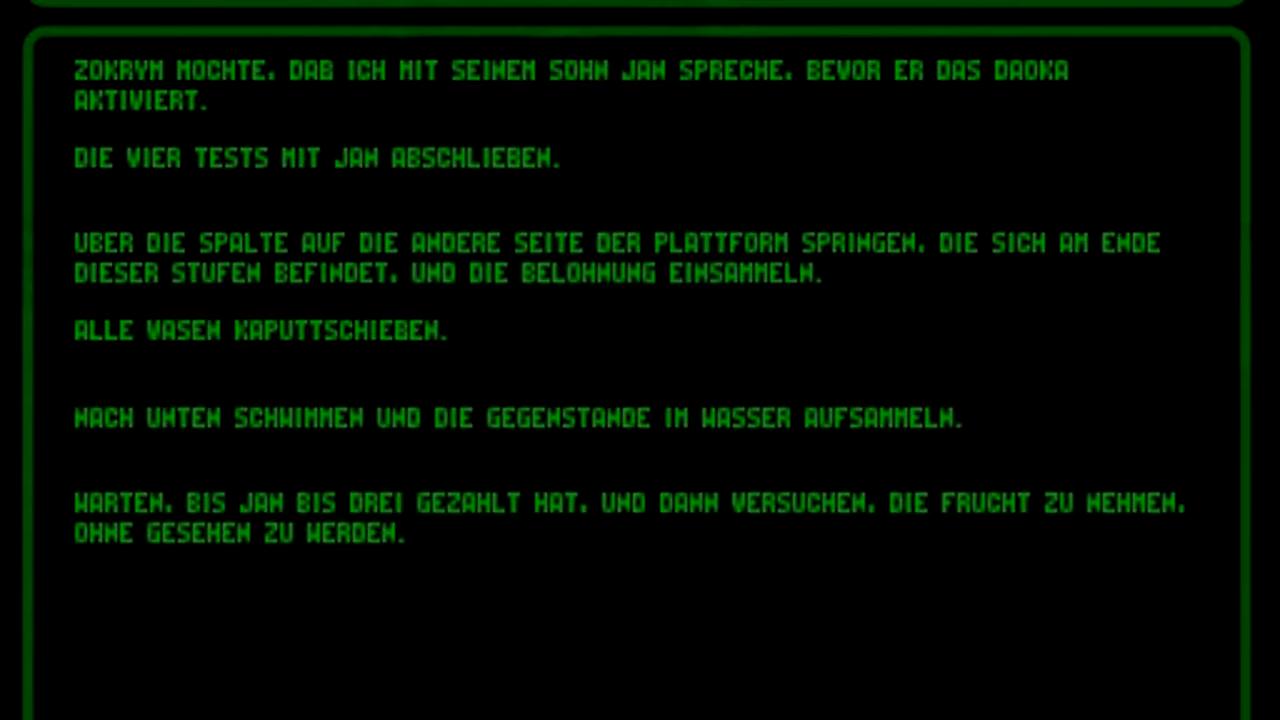 ZOKRYM MOCHTE, DAB ICH MIT SEINEM SOHN JAN SPRECHE, BEVOR ER DAS DAOKA
AKTIVIERT.
DIE VIER TESTS MIT JAN ABSCHLIEBEN.
UBER DIE SPALTE AUF DIE ANDERE SEITE DER PLATTFORM SPRINGEN, DIE SICH AM ENDE
DIESER STUFEN BEFINDET, UND DIE BELOHNUNG EINSAMMELN.
ALLE VASEN KAPUTTSCHIEBEN.
NACH UNTEN SCHWIMMEN UND DIE GEGENSTANDE IM WASSER AUFSAMMELN.
WARTEN, BIS JAN BIS DREI GEZAHLT HAT, UND DANN VERSUCHEN, DIE FRUCHT ZU NEHMEN,
OHNE GESEHEN ZU WERDEN.